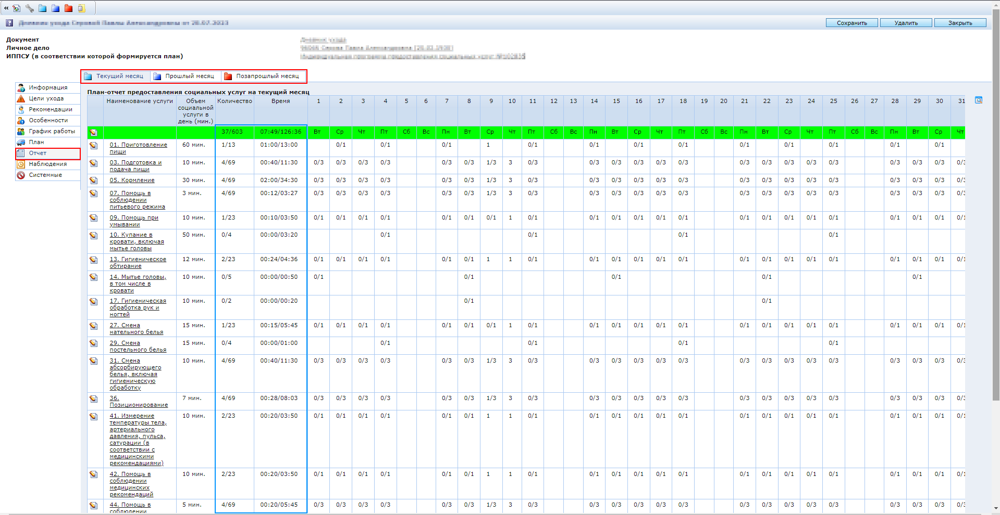 «
Сохранить Удалить Закрыть
Документ
Личное дело
ИППСУ (в соответствии которой формируется план)
Текущий месяц Прошлый месяц Позапрошлый месяц
Информация
Цели ухода
Рекомендации
Особенности
График работы
План
Отчет
Наблюдения
Системные
План-отчет предоставления социальных услуг на текущий месяц
Наименование услуги Объем социальной услуги в день (мин.) Количество Время 1 2 3 4 5 6 7 8 9 10 11 12 13 14 15 16 17 18 19 20 21 22 23 24 25 26 27 28 29 30 31
37/603 07:49/126:36 Вт Ср Чт Пт Сб Вс Пн Вт Ср Чт Пт Сб Вс Пн Вт Ср Чт Пт Сб Вс Пн Вт Ср Чт Пт Сб Вс Пн Вт Ср Чт
01. Приготовление пищи 60 мин. 1/13 01:00/13:00 0/1 0/1 0/1 1 0/1 0/1 0/1 0/1 0/1 0/1 0/1 0/1 0/1
03. Подготовка и подача пищи 10 мин. 4/69 00:40/11:30 0/3 0/3 0/3 0/3 0/3 0/3 1/3 3 0/3 0/3 0/3 0/3 0/3 0/3 0/3 0/3 0/3 0/3 0/3 0/3 0/3 0/3 0/3
05. Кормление 30 мин. 4/69 02:00/34:30 0/3 0/3 0/3 0/3 0/3 0/3 1/3 3 0/3 0/3 0/3 0/3 0/3 0/3 0/3 0/3 0/3 0/3 0/3 0/3 0/3 0/3 0/3
07. Помощь в соблюдении питьевого режима 3 мин. 4/69 00:12/03:27 0/3 0/3 0/3 0/3 0/3 0/3 1/3 3 0/3 0/3 0/3 0/3 0/3 0/3 0/3 0/3 0/3 0/3 0/3 0/3 0/3 0/3 0/3
09. Помощь при умывании 10 мин. 1/23 00:10/03:50 0/1 0/1 0/1 0/1 0/1 0/1 0/1 1 0/1 0/1 0/1 0/1 0/1 0/1 0/1 0/1 0/1 0/1 0/1 0/1 0/1 0/1 0/1
10. Купание в кровати, включая мытье головы 50 мин. 0/4 00:00/03:20 0/1 0/1 0/1 0/1
13. Гигиеническое обтирание 12 мин. 2/23 00:24/04:36 0/1 0/1 0/1 0/1 0/1 0/1 1 1 0/1 0/1 0/1 0/1 0/1 0/1 0/1 0/1 0/1 0/1 0/1 0/1 0/1 0/1 0/1
14. Мытье головы, в том числе в кровати 10 мин. 0/5 00:00/00:50 0/1 0/1 0/1 0/1 0/1
17. Гигиеническая обработка рук и ногтей 10 мин. 0/2 00:00/00:20 0/1 0/1
27. Смена нательного белья 15 мин. 1/23 00:15/05:45 0/1 0/1 0/1 0/1 0/1 0/1 0/1 1 0/1 0/1 0/1 0/1 0/1 0/1 0/1 0/1 0/1 0/1 0/1 0/1 0/1 0/1 0/1
29. Смена постельного белья 15 мин. 0/4 00:00/01:00 0/1 0/1 0/1 0/1
31. Смена абсорбирующего белья, включая гигиеническую обработку 10 мин. 4/69 00:40/11:30 0/3 0/3 0/3 0/3 0/3 0/3 1/3 3 0/3 0/3 0/3 0/3 0/3 0/3 0/3 0/3 0/3 0/3 0/3 0/3 0/3 0/3 0/3
36. Позиционирование 7 мин. 4/69 00:28/08:03 0/3 0/3 0/3 0/3 0/3 0/3 1/3 3 0/3 0/3 0/3 0/3 0/3 0/3 0/3 0/3 0/3 0/3 0/3 0/3 0/3 0/3 0/3
41. Измерение температуры тела, артериального давления, пульса, сатурации (в соответствии с медицинскими рекомендациями) 10 мин. 2/23 00:20/03:50 0/1 0/1 0/1 0/1 0/1 0/1 1 1 0/1 0/1 0/1 0/1 0/1 0/1 0/1 0/1 0/1 0/1 0/1 0/1 0/1 0/1 0/1
42. Помощь в соблюдении медицинских рекомендаций 10 мин. 2/23 00:20/03:50 0/1 0/1 0/1 0/1 0/1 0/1 1 1 0/1 0/1 0/1 0/1 0/1 0/1 0/1 0/1 0/1 0/1 0/1 0/1 0/1 0/1 0/1
44. Помощь в соблюдении 5 мин. 4/69 00:20/05:45 0/3 0/3 0/3 0/3 0/3 0/3 1/3 3 0/3 0/3 0/3 0/3 0/3 0/3 0/3 0/3 0/3 0/3 0/3 0/3 0/3 0/3 0/3